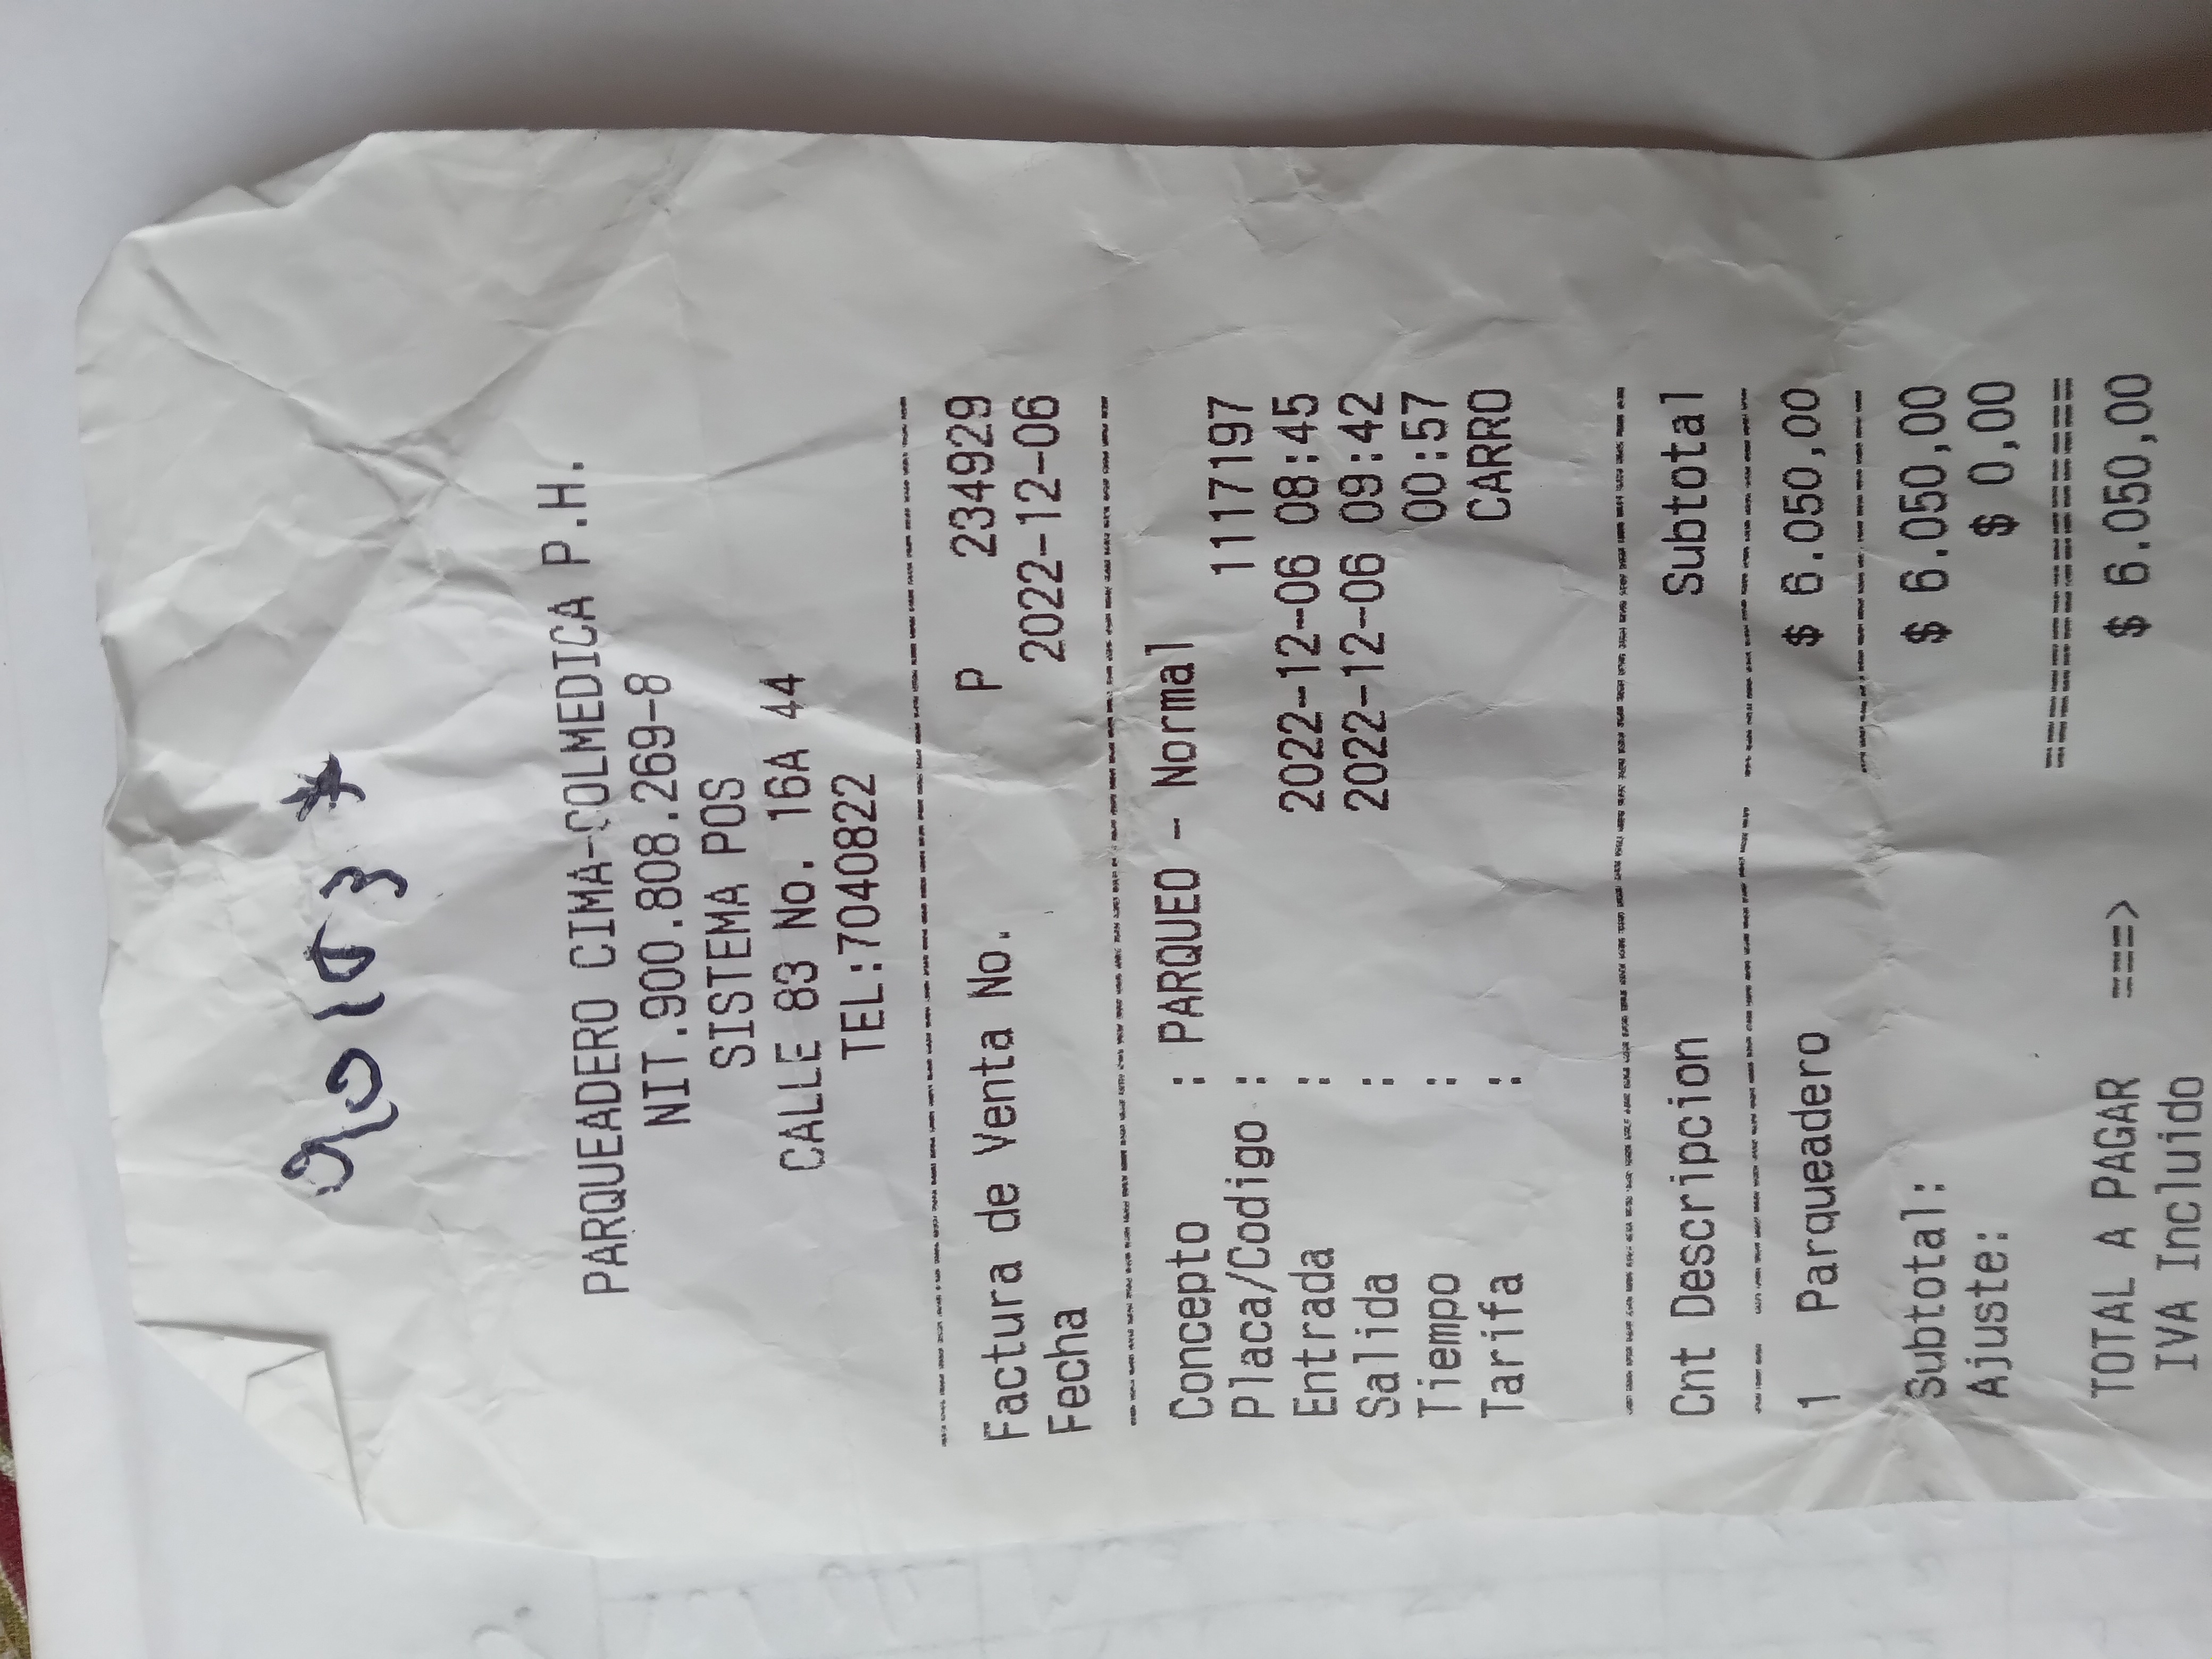 PARQUEADERO CIMA-COLMEDICA P.H.
NIT.900.808.269-8
SISTEMA POS
CALLE 83 No. 16A 44
TEL:7040822
Factura de Venta No. P 234929
Fecha 2022-12-06
Concepto : PARQUEO - Normal
Placa/Codigo : 1117197
Entrada : 2022-12-06 08:45
Salida : 2022-12-06 09:42
Tiempo : 00:57
Tarifa : CARRO
Cnt Descripcion Subtotal
1 Parqueadero $ 6.050,00
Subtotal: $ 6.050,00
Ajuste: $ 0,00
==================
TOTAL A PAGAR ====> $ 6.050,00
IVA Incluido